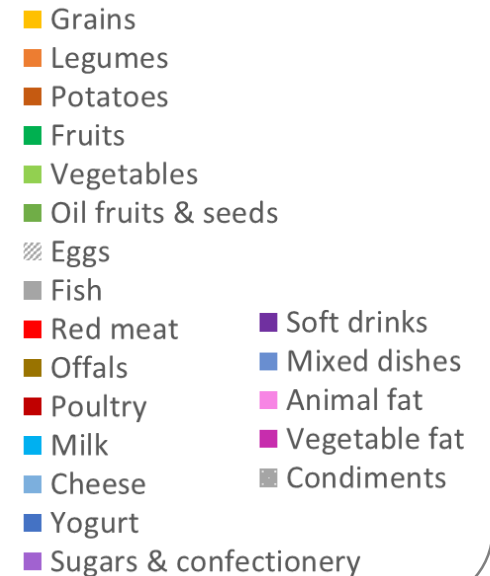 Grains
Legumes
Potatoes
Fruits
Vegetables
Oil fruits & seeds
Eggs
Fish
Red meat
Offals
Poultry
Milk
Cheese
Yogurt
Sugars & confectionery
Soft drinks
Mixed dishes
Animal fat
Vegetable fat
Condiments